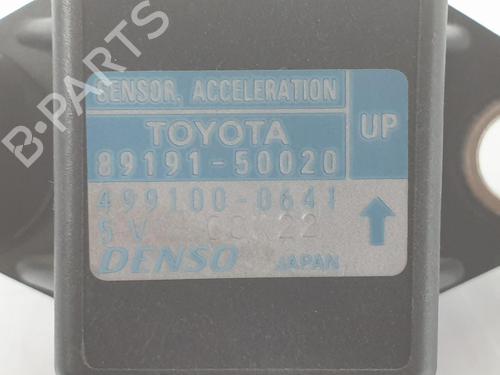 SENSOR, ACCELERATION
TOYOTA
UP
89191-50020
499100-0641
5V
DENSO
JAPAN
B-PARTS